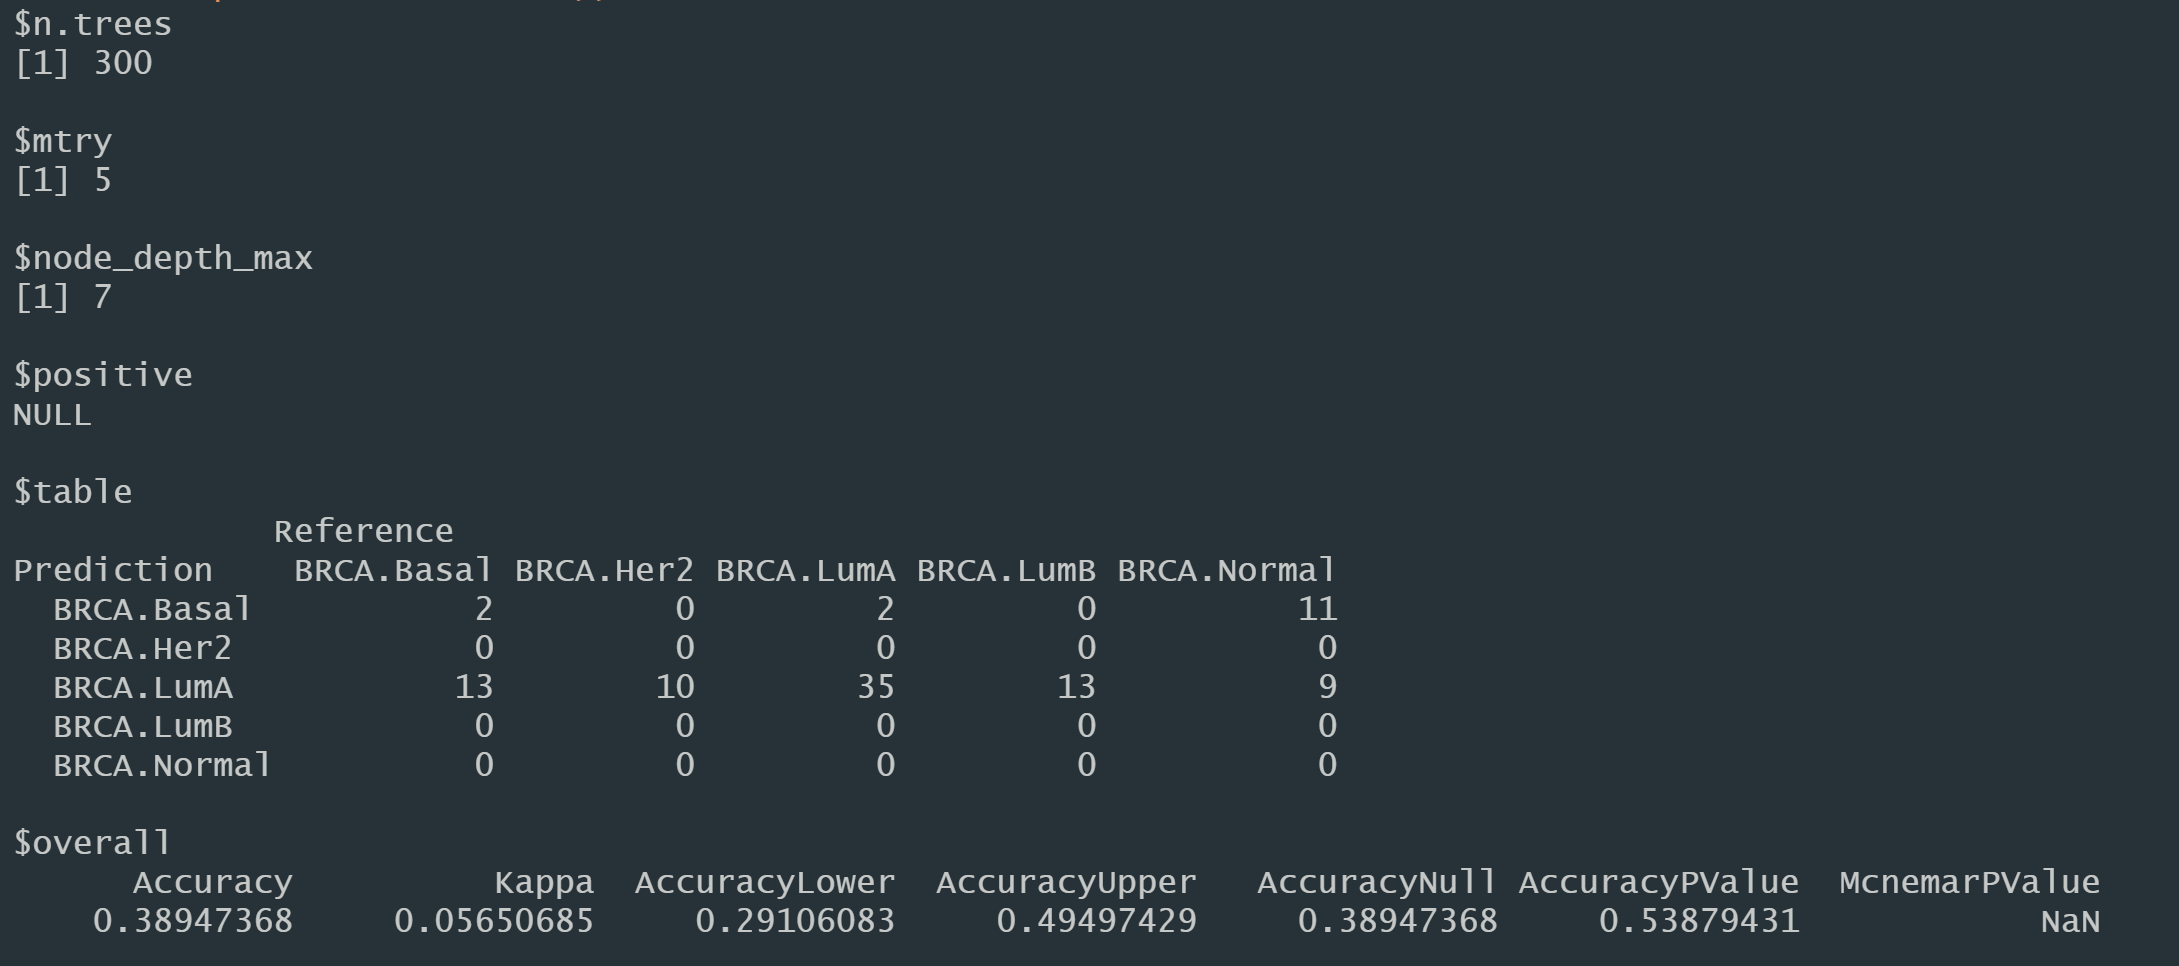 $n.trees
[1] 300
$mtry
[1] 5
$node_depth_max
[1] 7
$positive
NULL
$table
Reference
Prediction BRCA.Basal BRCA.Her2 BRCA.LumA BRCA.LumB BRCA.Normal
BRCA.Basal 2 0 2 0 11
BRCA.Her2 0 0 0 0 0
BRCA.LumA 13 10 35 13 9
BRCA.LumB 0 0 0 0 0
BRCA.Normal 0 0 0 0 0
$overall
Accuracy Kappa AccuracyLower AccuracyUpper AccuracyNull AccuracyPValue McnemarPValue
0.38947368 0.05650685 0.29106083 0.49497429 0.38947368 0.53879431 NaN